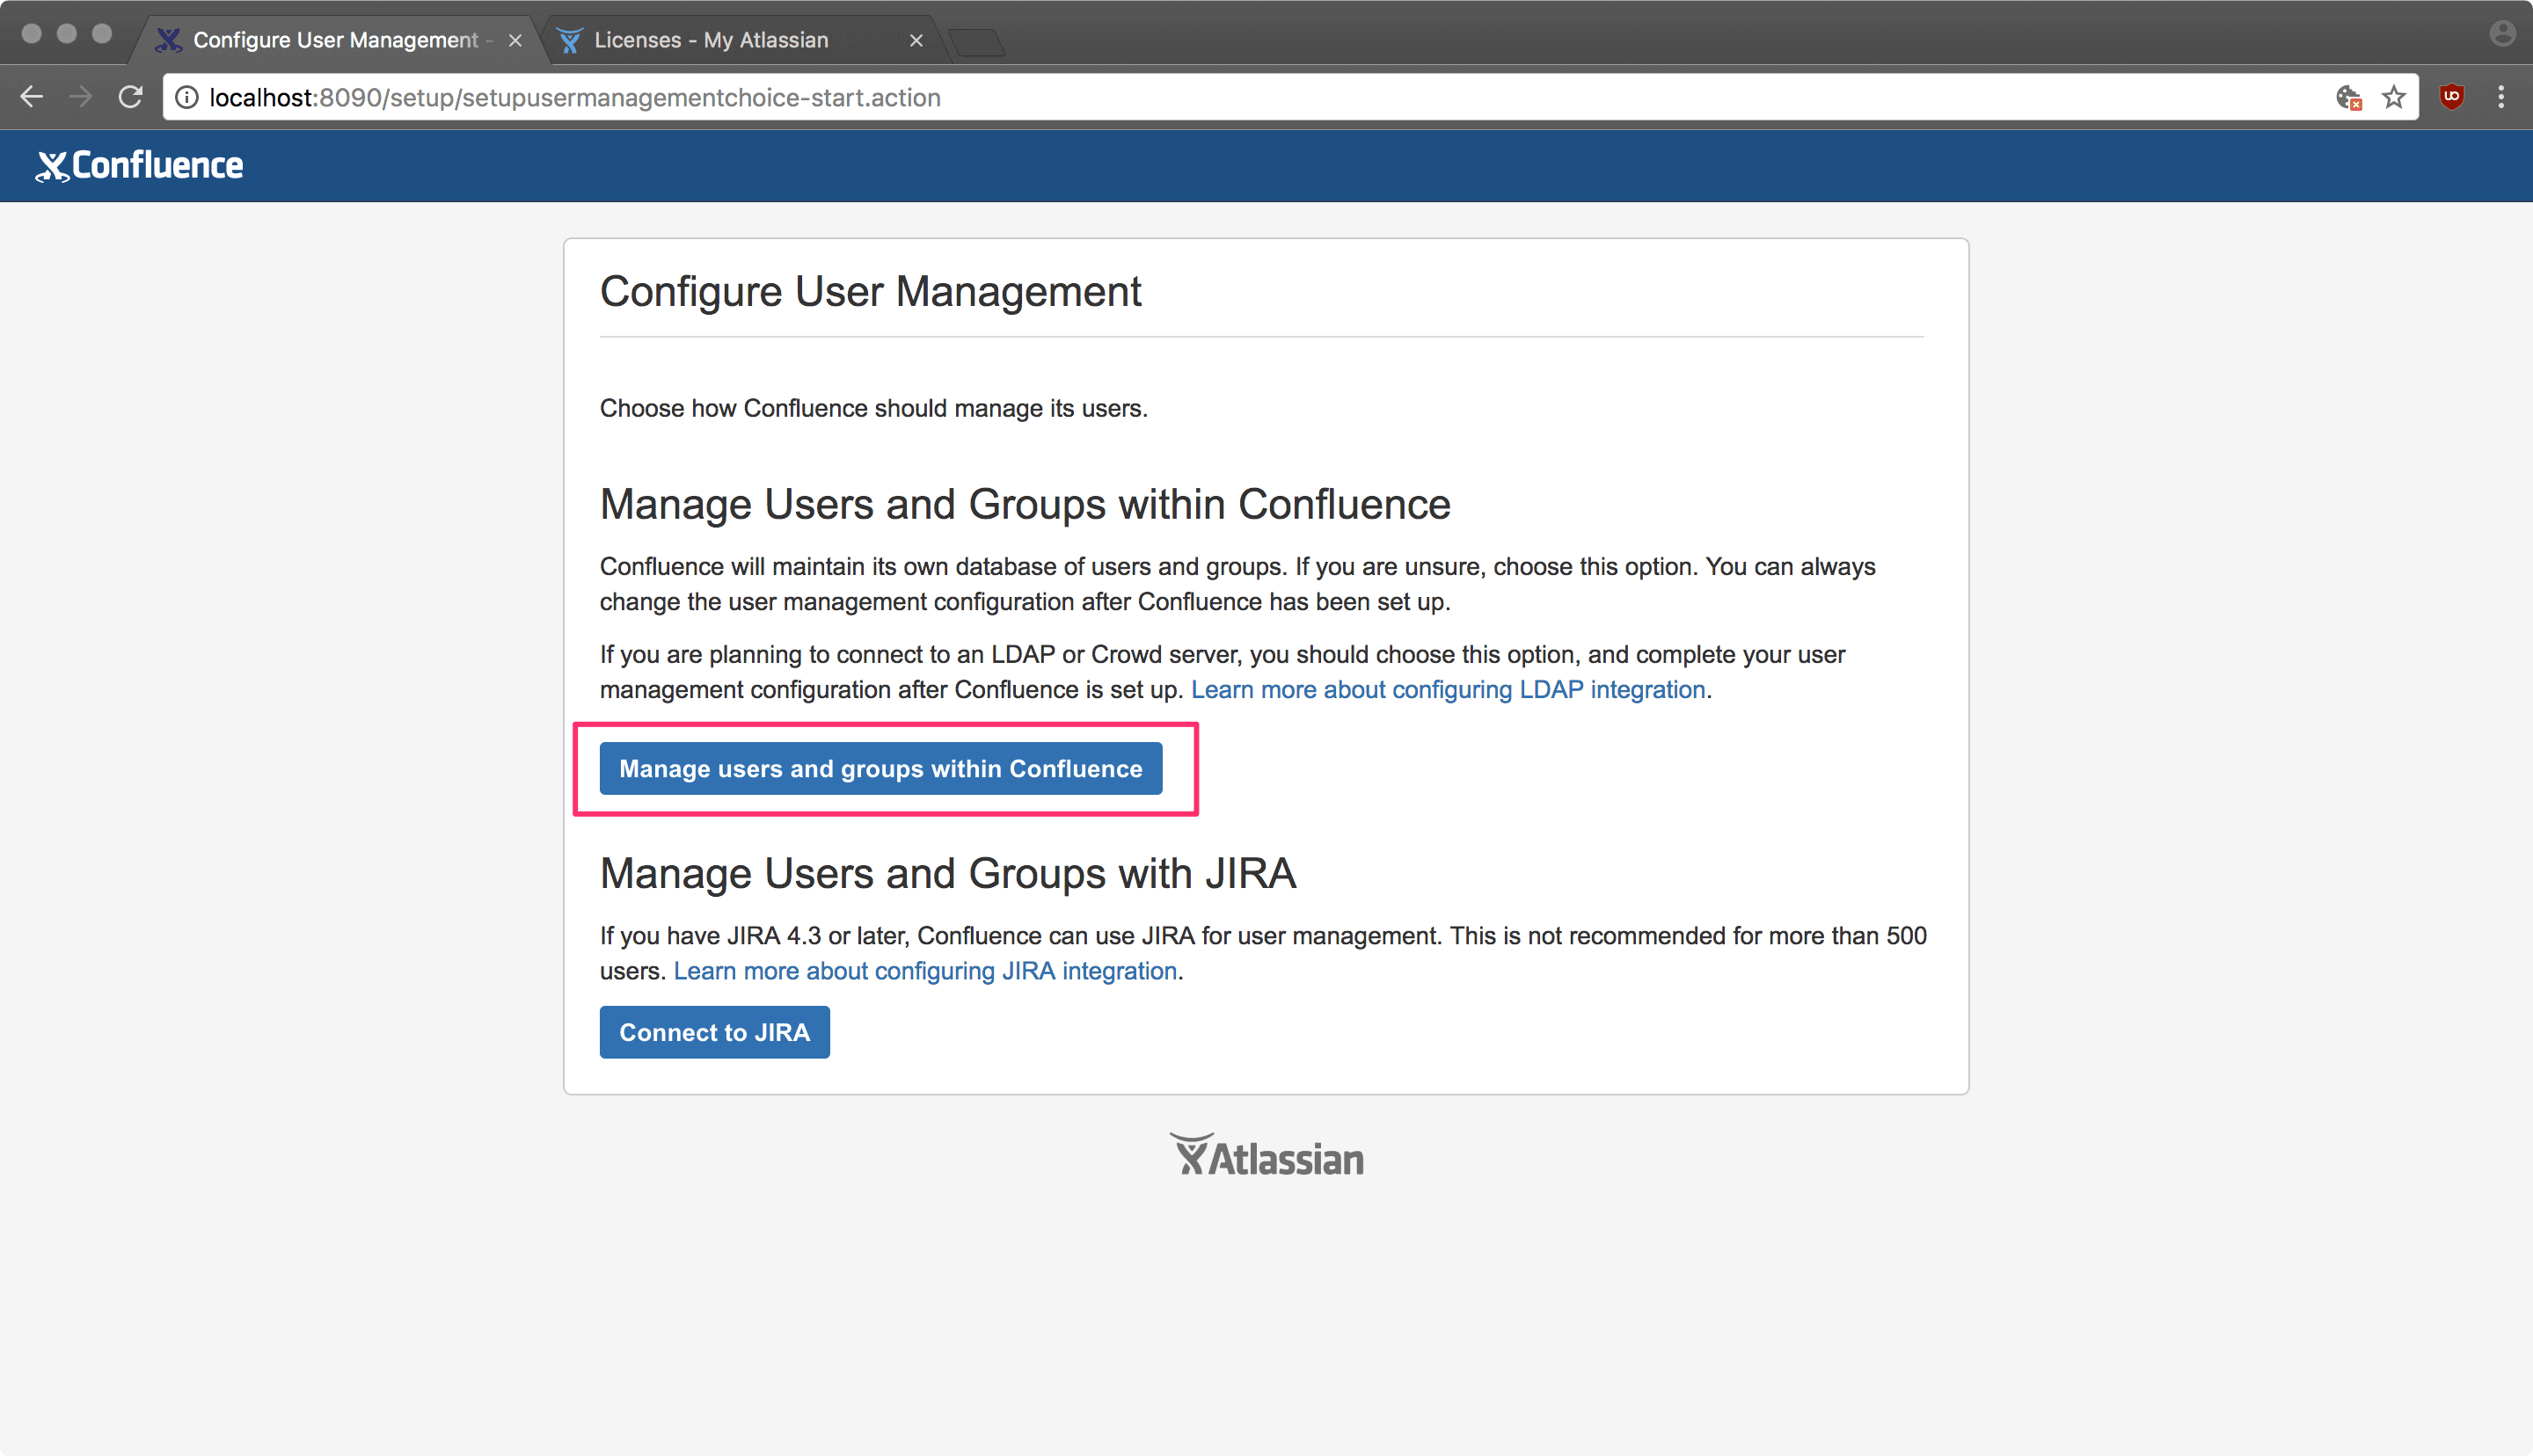 Configure User Management -
Licenses - My Atlassian
localhost:8090/setup/setupusermanagementchoice-start.action
Confluence
Configure User Management
Choose how Confluence should manage its users.
Manage Users and Groups within Confluence
Confluence will maintain its own database of users and groups. If you are unsure, choose this option. You can always
change the user management configuration after Confluence has been set up.
If you are planning to connect to an LDAP or Crowd server, you should choose this option, and complete your user
management configuration after Confluence is set up. Learn more about configuring LDAP integration.
Manage users and groups within Confluence
Manage Users and Groups with JIRA
If you have JIRA 4.3 or later, Confluence can use JIRA for user management. This is not recommended for more than 500
users. Learn more about configuring JIRA integration.
Connect to JIRA
Atlassian